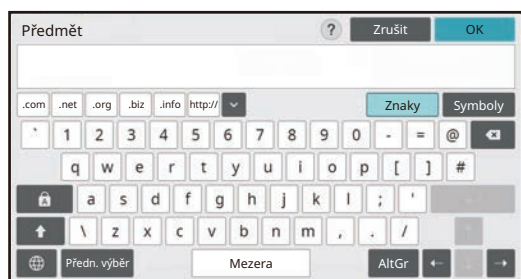 Předmět ? Zrušit OK
.com .net .org .biz .info http:// Znaky Symboly
` 1 2 3 4 5 6 7 8 9 0 - = @
q w e r t y u i o p [ ] #
A a s d f g h j k l ; '
\ z x c v b n m , . /
Předn. výběr Mezera AltGr ← →